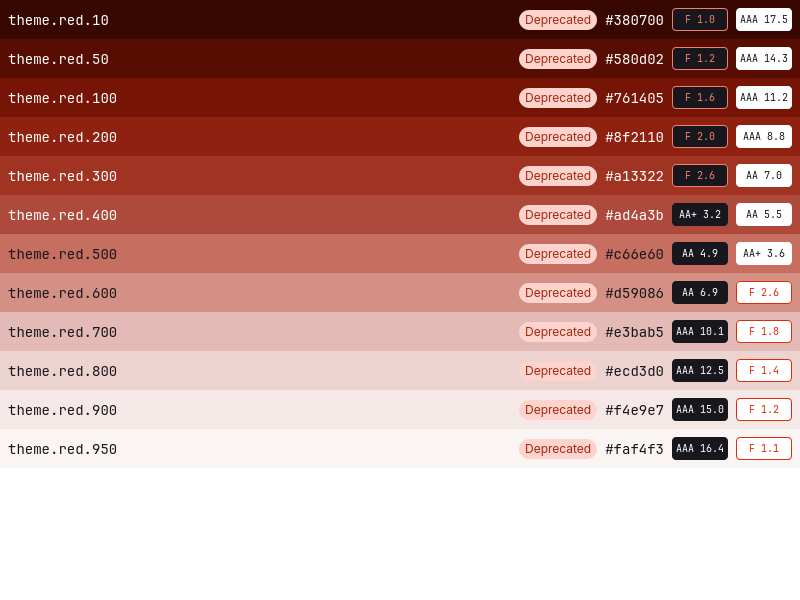 theme.red.10 Deprecated #380700 F 1.0 AAA 17.5
theme.red.50 Deprecated #580d02 F 1.2 AAA 14.3
theme.red.100 Deprecated #761405 F 1.6 AAA 11.2
theme.red.200 Deprecated #8f2110 F 2.0 AAA 8.8
theme.red.300 Deprecated #a13322 F 2.6 AA 7.0
theme.red.400 Deprecated #ad4a3b AA+ 3.2 AA 5.5
theme.red.500 Deprecated #c66e60 AA 4.9 AA+ 3.6
theme.red.600 Deprecated #d59086 AA 6.9 F 2.6
theme.red.700 Deprecated #e3bab5 AAA 10.1 F 1.8
theme.red.800 Deprecated #ecd3d0 AAA 12.5 F 1.4
theme.red.900 Deprecated #f4e9e7 AAA 15.0 F 1.2
theme.red.950 Deprecated #faf4f3 AAA 16.4 F 1.1